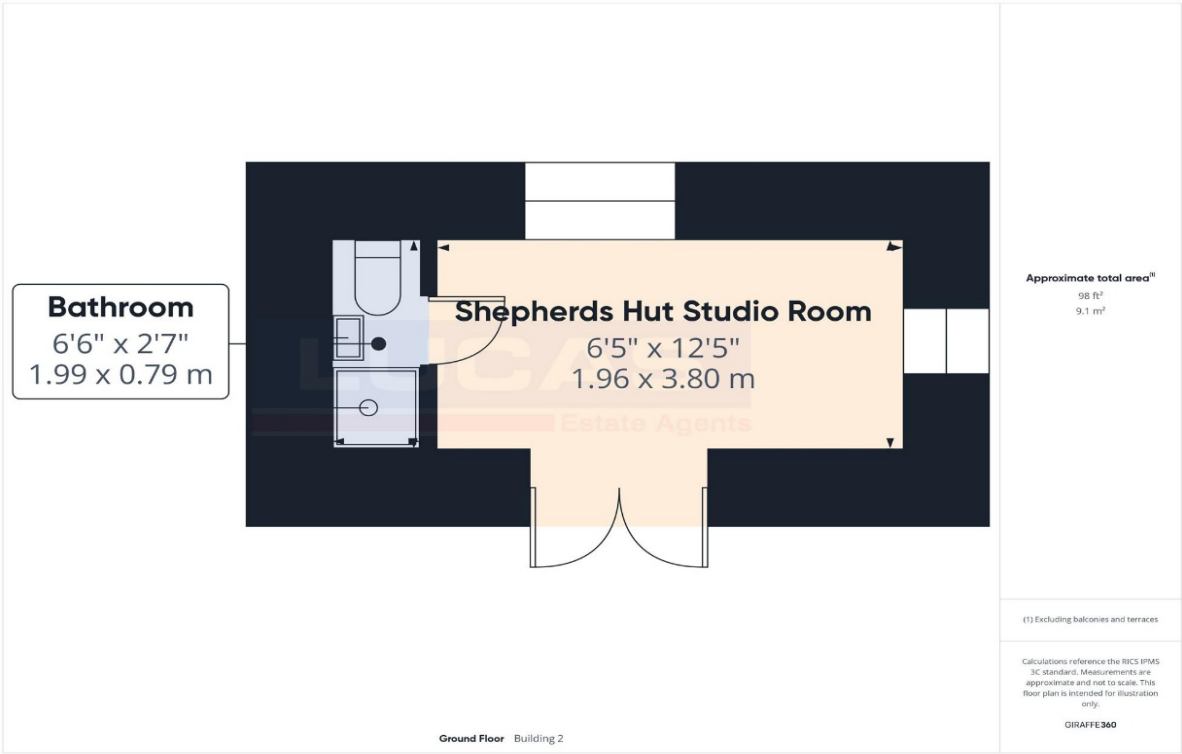 Bathroom
6'6" x 2'7"
1.99 x 0.79 m
LUCAS
Shepherds Hut Studio Room
6'5" x 12'5"
1.96 x 3.80 m
Estate Agents
Approximate total area(1)
98 ft²
9.1 m²
(1) Excluding balconies and terraces
Calculations reference the RICS IPMS
3C standard. Measurements are
approximate and not to scale. This
floor plan is intended for illustration
only.
GIRAFFE360
Ground Floor Building 2